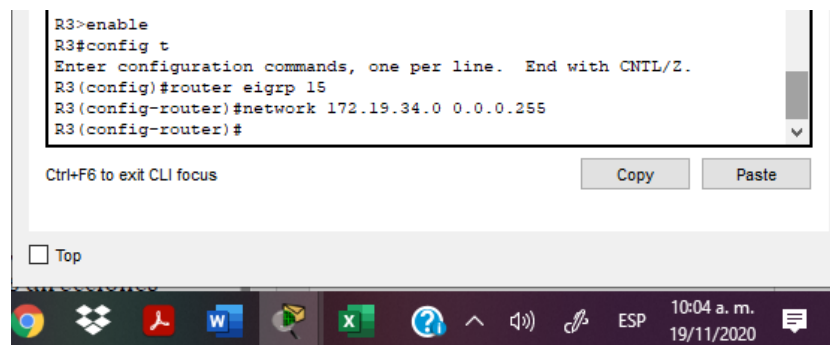 R3>enable
R3#config t
Enter configuration commands, one per line.  End with CNTL/Z.
R3(config)#router eigrp 15
R3(config-router)#network 172.19.34.0 0.0.0.255
R3(config-router)#
Ctrl+F6 to exit CLI focus
Copy
Paste
Top
ESP
10:04 a. m.
19/11/2020